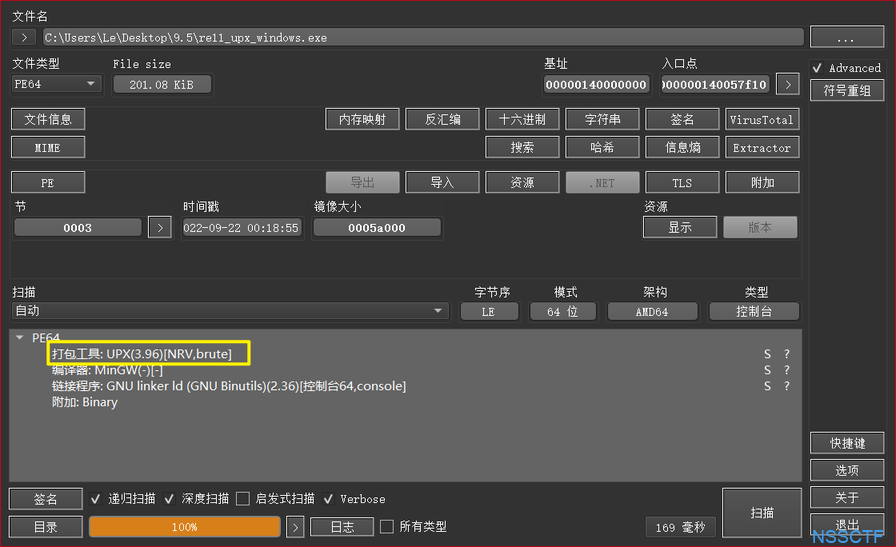 文件名
> C:\Users\Le\Desktop\9.5\re11_upx_windows.exe ...
文件类型 File size 基址 入口点 Advanced
PE64 201.08 KiB 00000140000000 000000140057f10 > 符号重组
文件信息 内存映射 反汇编 十六进制 字符串 签名 VirusTotal
MIME 搜索 哈希 信息熵 Extractor
PE 导出 导入 资源 .NET TLS 附加
节 时间戳 镜像大小 资源
0003 > 022-09-22 00:18:55 0005a000 显示 版本
扫描 字节序 模式 架构 类型
自动 LE 64 位 AMD64 控制台
PE64
打包工具: UPX(3.96)[NRV,brute] S ?
编译器: MinGW(-)[-] S ?
链接程序: GNU linker ld (GNU Binutils)(2.36)[控制台64,console] S ?
附加: Binary
快捷键
选项
签名 递归扫描 深度扫描 启发式扫描 Verbose 扫描 关于
目录 100% > 日志 所有类型 169 毫秒 退出
NSSCTF